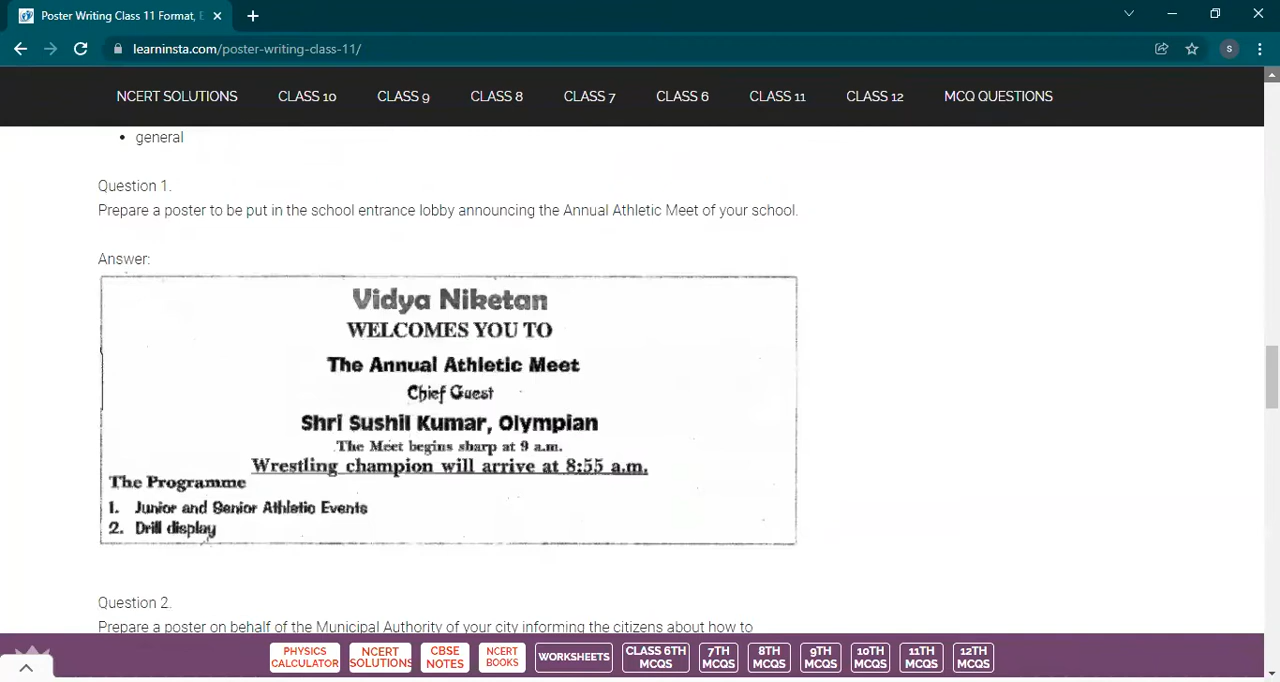 Poster Writing Class 11 Format, E
learninsta.com/poster-writing-class-11/
S
NCERT SOLUTIONS CLASS 10 CLASS 9 CLASS 8 CLASS 7 CLASS 6 CLASS 11 CLASS 12 MCQ QUESTIONS
• general
Question 1.
Prepare a poster to be put in the school entrance lobby announcing the Annual Athletic Meet of your school.
Answer:
Vidya Niketan
WELCOMES YOU TO
The Annual Athletic Meet
Chief Guest
Shri Sushil Kumar, Olympian
The Meet begins sharp at 9 a.m.
Wrestling champion will arrive at 8:55 a.m.
The Programme
1. Junior and Senior Athletic Events
2. Drill display
Question 2.
Prepare a poster on behalf of the Municipal Authority of your city informing the citizens about how to
PHYSICS CALCULATOR NCERT SOLUTIONS CBSE NOTES NCERT BOOKS WORKSHEETS CLASS 6TH MCQS 7TH MCQS 8TH MCQS 9TH MCQS 10TH MCQS 11TH MCQS 12TH MCQS